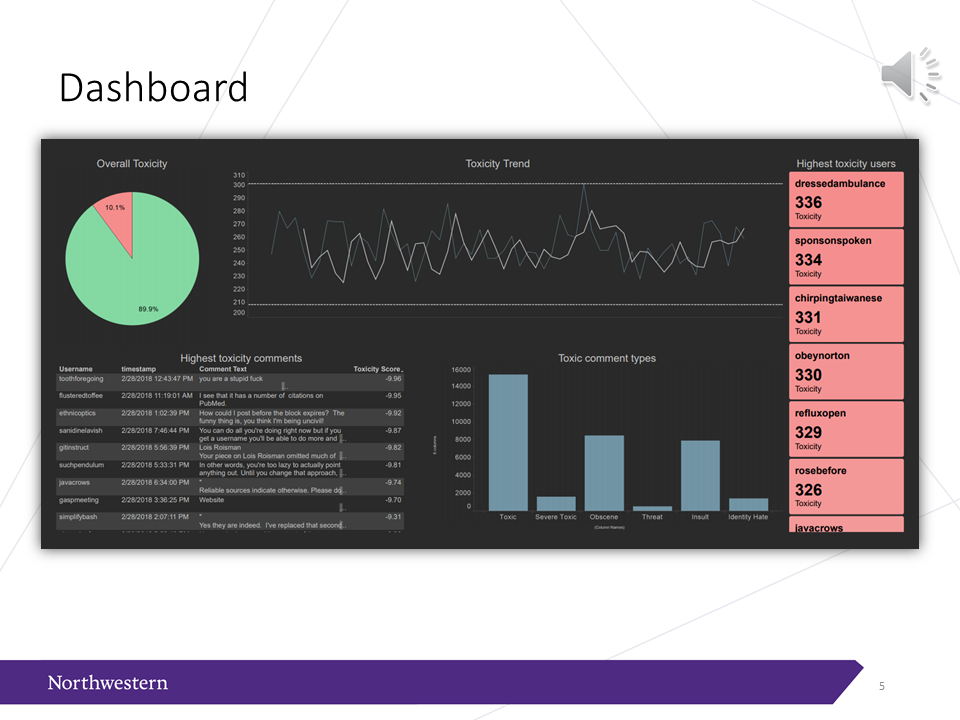 Dashboard
Overall Toxicity
10.1%
89.9%
Toxicity Trend
310
300
290
280
270
260
250
240
230
220
210
200
Highest toxicity users
dressedambulance
336
Toxicity
sponsonspoken
334
Toxicity
chirpingtaiwanese
331
Toxicity
obeynorton
330
Toxicity
refluxopen
329
Toxicity
rosebefore
326
Toxicity
javacrows
Highest toxicity comments
Username timestamp Comment Text Toxicity Score
toothforegoing 2/28/2018 12:43:47 PM you are a stupid fuck -9.96
flusteredtoffee 2/28/2018 11:19:01 AM I see that it has a number of citations on -9.95
PubMed.
ethnicoptics 2/28/2018 1:02:39 PM How could I post before the block expires? The -9.92
funny thing is, you think I'm being uncivil!
sanidinelavish 2/28/2018 7:46:44 PM You can do all you're doing right now but if you -9.87
get a username you'll be able to do more and
gitinstruct 2/28/2018 5:56:39 PM Lois Roisman -9.82
Your piece on Lois Roisman omitted much of
suchpendulum 2/28/2018 5:33:31 PM In other words, you're too lazy to actually point -9.81
anything out. Until you change that approach,
javacrows 2/28/2018 6:34:00 PM " -9.74
Reliable sources indicate otherwise. Please do
gaspmeeting 2/28/2018 3:36:25 PM Website -9.70
simplifybash 2/28/2018 2:07:11 PM " -9.31
Yes they are indeed. I've replaced that second
Toxic comment types
16000
14000
12000
10000
8000
6000
4000
2000
0
Toxic Severe Toxic Obscene Threat Insult Identity Hate
(Column Names)
Northwestern
5